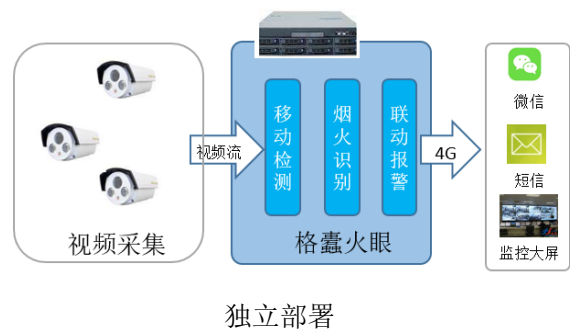 视频采集
视频流
移动检测
烟火识别
联动报警
格蠹火眼
4G
微信
短信
监控大屏
独立部署